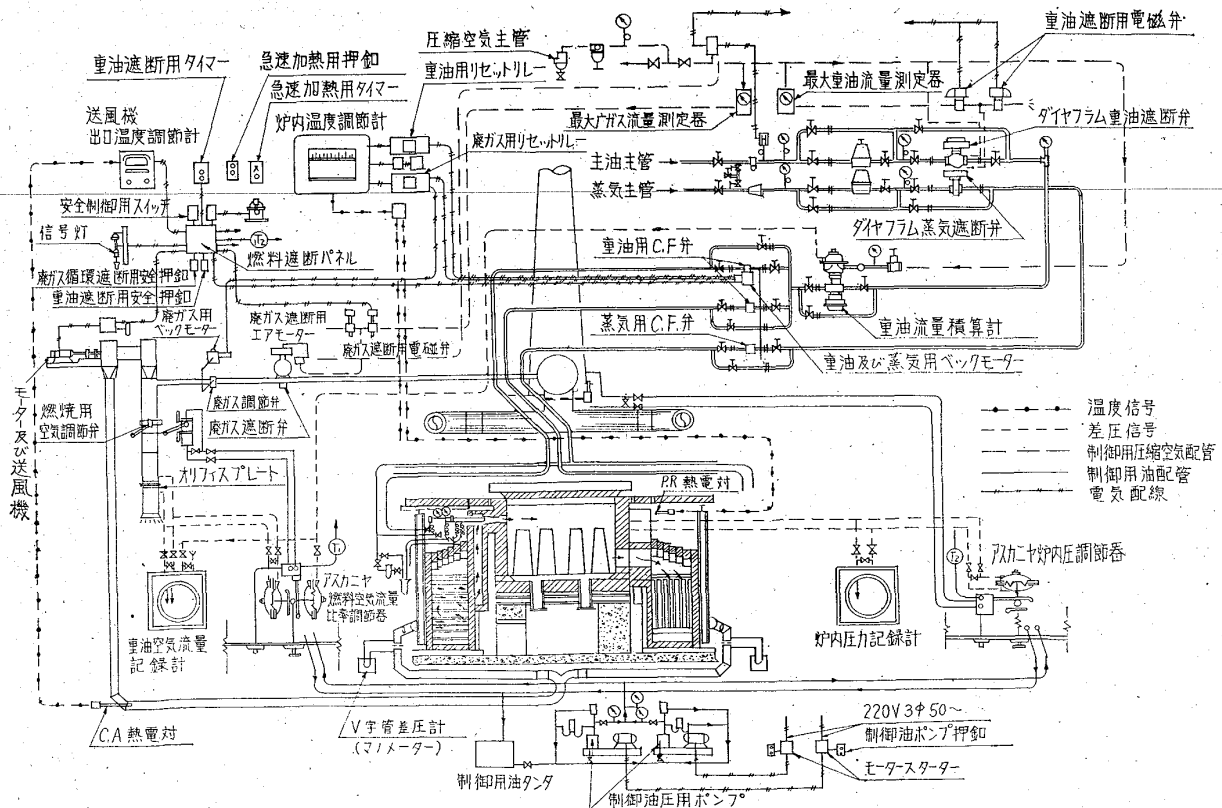 重油遮断用タイマー
急速加熱用押釦
急速加熱用タイマー
炉内温度調節計
送風機
出口温度調節計
圧縮空気主管
重油用リセットリレー
廃ガス用リセットリレー
重油遮断用電磁弁
最大重油流量測定器
最大廃ガス流量測定器
ダイヤフラム重油遮断弁
主油主管
蒸気主管
ダイヤフラム蒸気遮断弁
安全制御用スイッチ
信号灯
T2
燃料遮断パネル
廃ガス循環遮断用安全押釦
重油遮断用安全押釦
廃ガス用
ベックモーター
廃ガス遮断用
エアモーター
廃ガス遮断用電磁弁
重油用C.F弁
蒸気用C.F.弁
重油流量積算計
重油及び蒸気用ベックモーター
モーター及び送風機
燃焼用
空気調節弁
廃ガス調節弁
廃ガス遮断弁
オリフィスプレート
温度信号
差圧信号
制御用圧縮空気配管
制御用油配管
電気配線
P.R熱電対
T1
アスカニヤ
燃料空気流量
比率調節器
重油空気流量
記録計
炉内圧力記録計
T2
アスカニヤ炉内圧調節器
C.A熱電対
V字管差圧計
(マノメーター)
制御用油タンタ
制御油圧用ポンプ
220V 3φ 50~
制御油ポンプ押釦
モータースターター